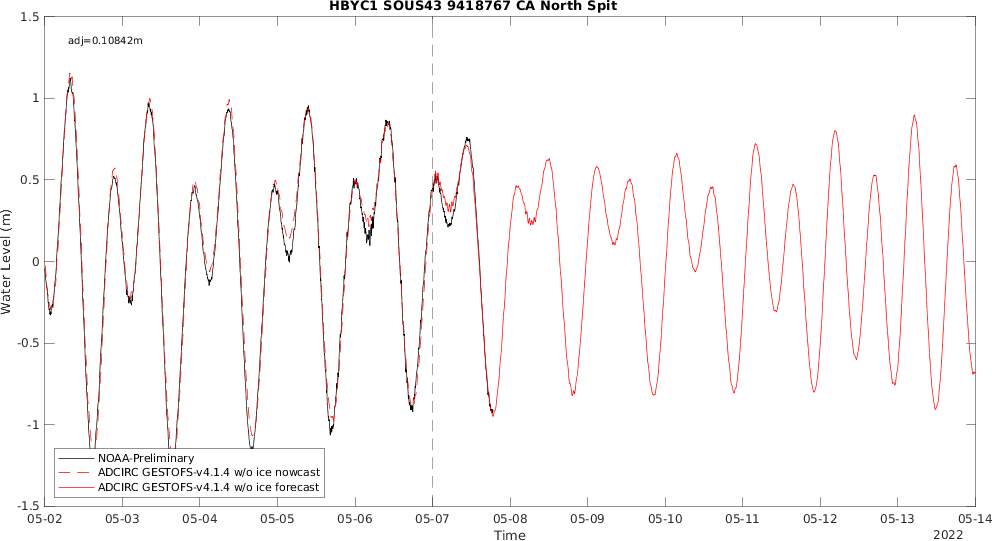 HBYC1 SOUS43 9418767 CA North Spit
adj=0.10842m
1.5
1
0.5
0
-0.5
-1
-1.5
Water Level (m)
NOAA-Preliminary
ADCIRC GESTOFS-v4.1.4 w/o ice nowcast
ADCIRC GESTOFS-v4.1.4 w/o ice forecast
05-02 05-03 05-04 05-05 05-06 05-07 05-08 05-09 05-10 05-11 05-12 05-13 05-14
Time
2022